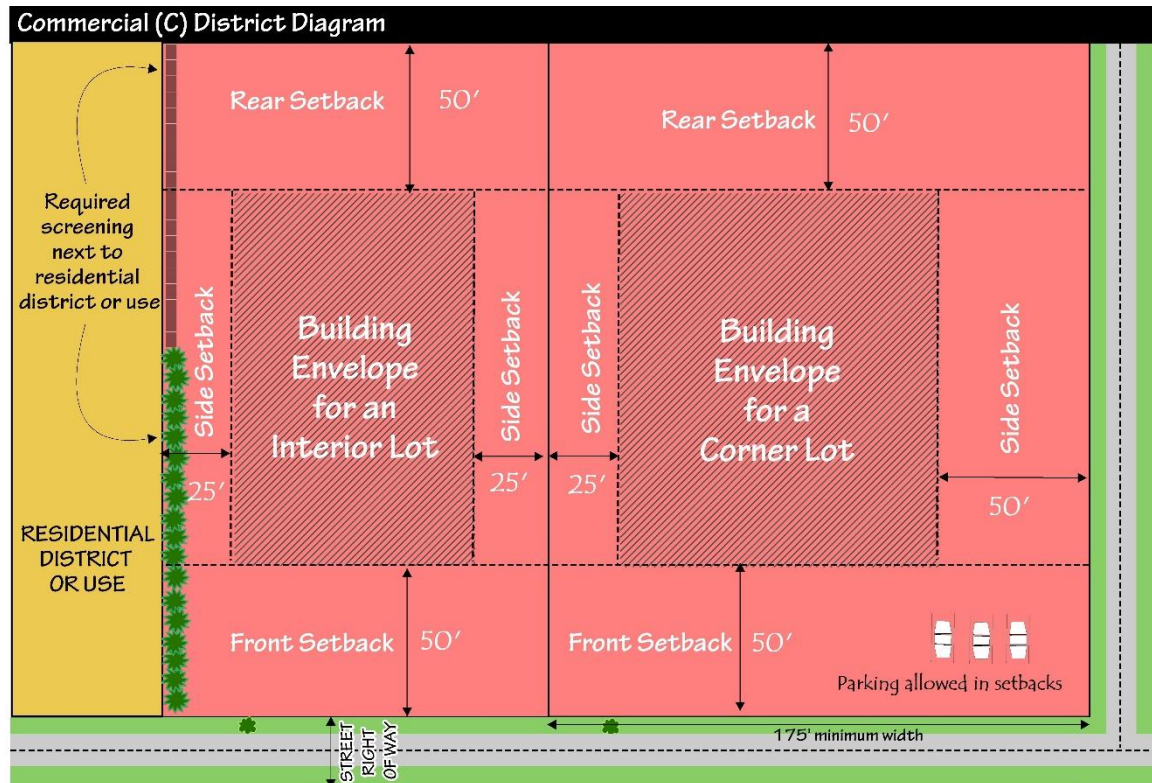 Commercial (C) District Diagram
Rear Setback
50'
Rear Setback
50'
Required
screening
next to
residential
district or use
Side Setback
Building
Envelope
for an
Interior Lot
Side Setback
Side Setback
Building
Envelope
for a
Corner Lot
Side Setback
25'
25'
25'
50'
RESIDENTIAL
DISTRICT
OR USE
Front Setback
50'
Front Setback
50'
Parking allowed in setbacks
STREET
RIGHT
OF WAY
175' minimum width